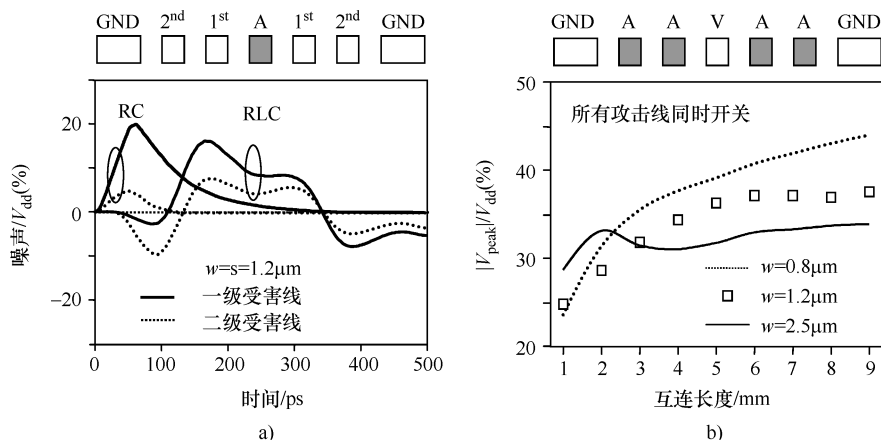 GND 2nd 1st A 1st 2nd GND
噪声/Vdd(%)
20
0
−20
RC
RLC
w=s=1.2μm
一级受害线
二级受害线
0 100 200 300 400 500
时间/ps
a)
GND A A V A A GND
|Vpeak|/Vdd(%)
50
40
30
20
所有攻击线同时开关
w=0.8μm
w=1.2μm
w=2.5μm
1 2 3 4 5 6 7 8 9
互连长度/mm
b)